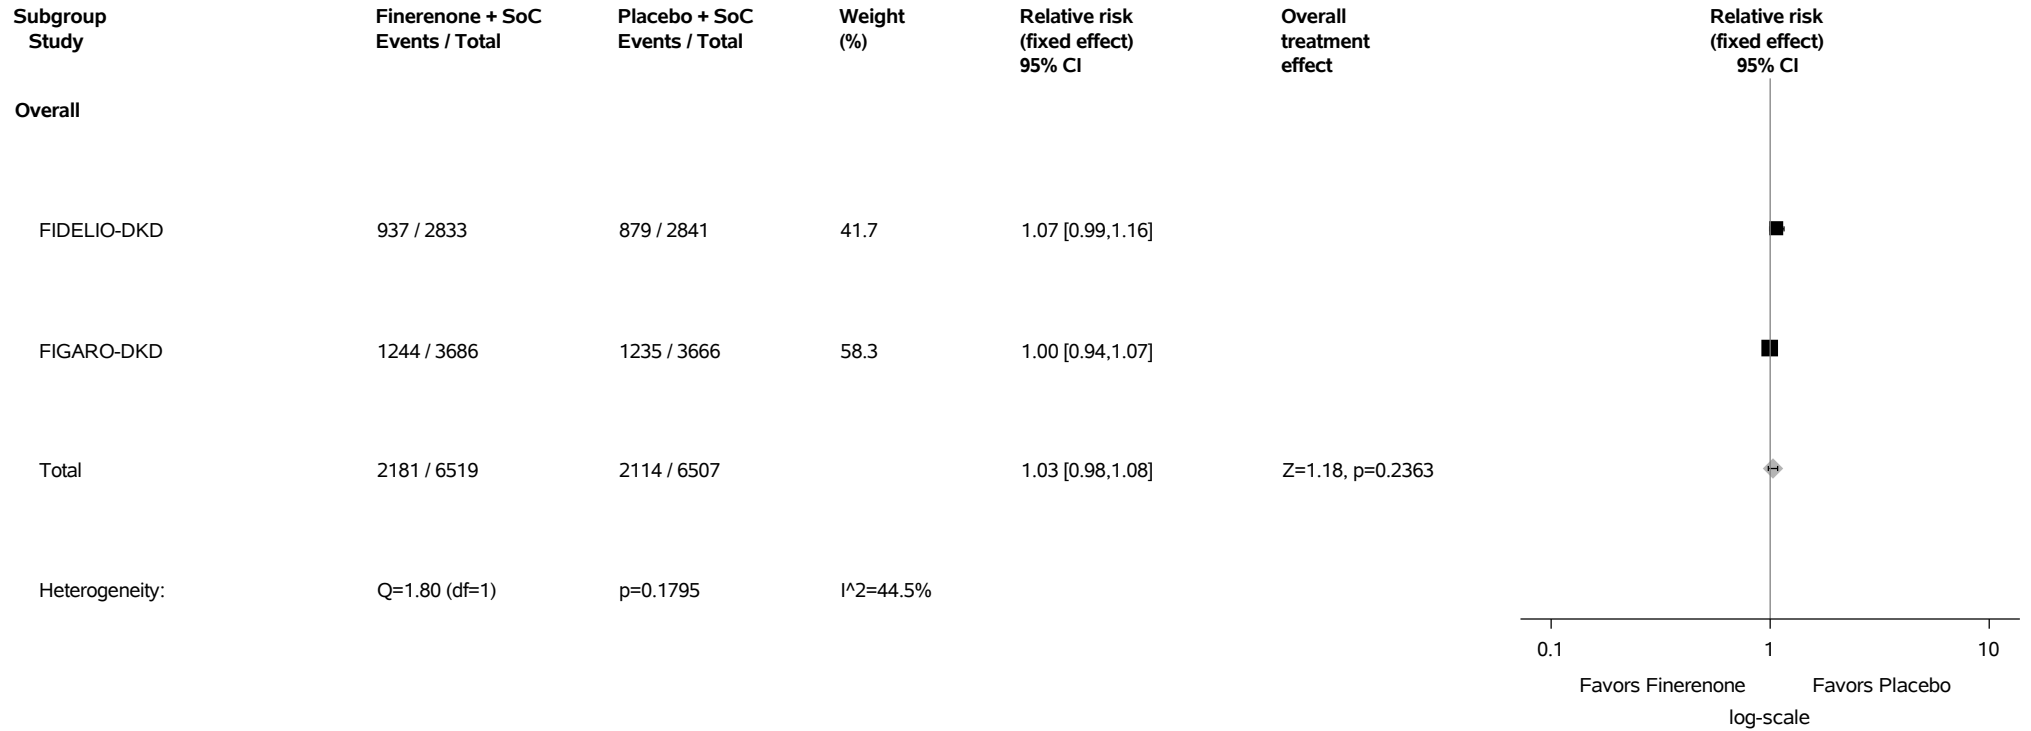 Subgroup Finerenone + SoC Placebo + SoC Weight Relative risk Overall Relative risk
Study Events / Total Events / Total (%) (fixed effect) treatment (fixed effect)
95% CI effect 95% CI
Overall
FIDELIO-DKD 937 / 2833 879 / 2841 41.7 1.07 [0.99,1.16]
FIGARO-DKD 1244 / 3686 1235 / 3666 58.3 1.00 [0.94,1.07]
Total 2181 / 6519 2114 / 6507 1.03 [0.98,1.08] Z=1.18, p=0.2363
Heterogeneity: Q=1.80 (df=1) p=0.1795 I^2=44.5%
0.1 1 10
Favors Finerenone Favors Placebo
log-scale